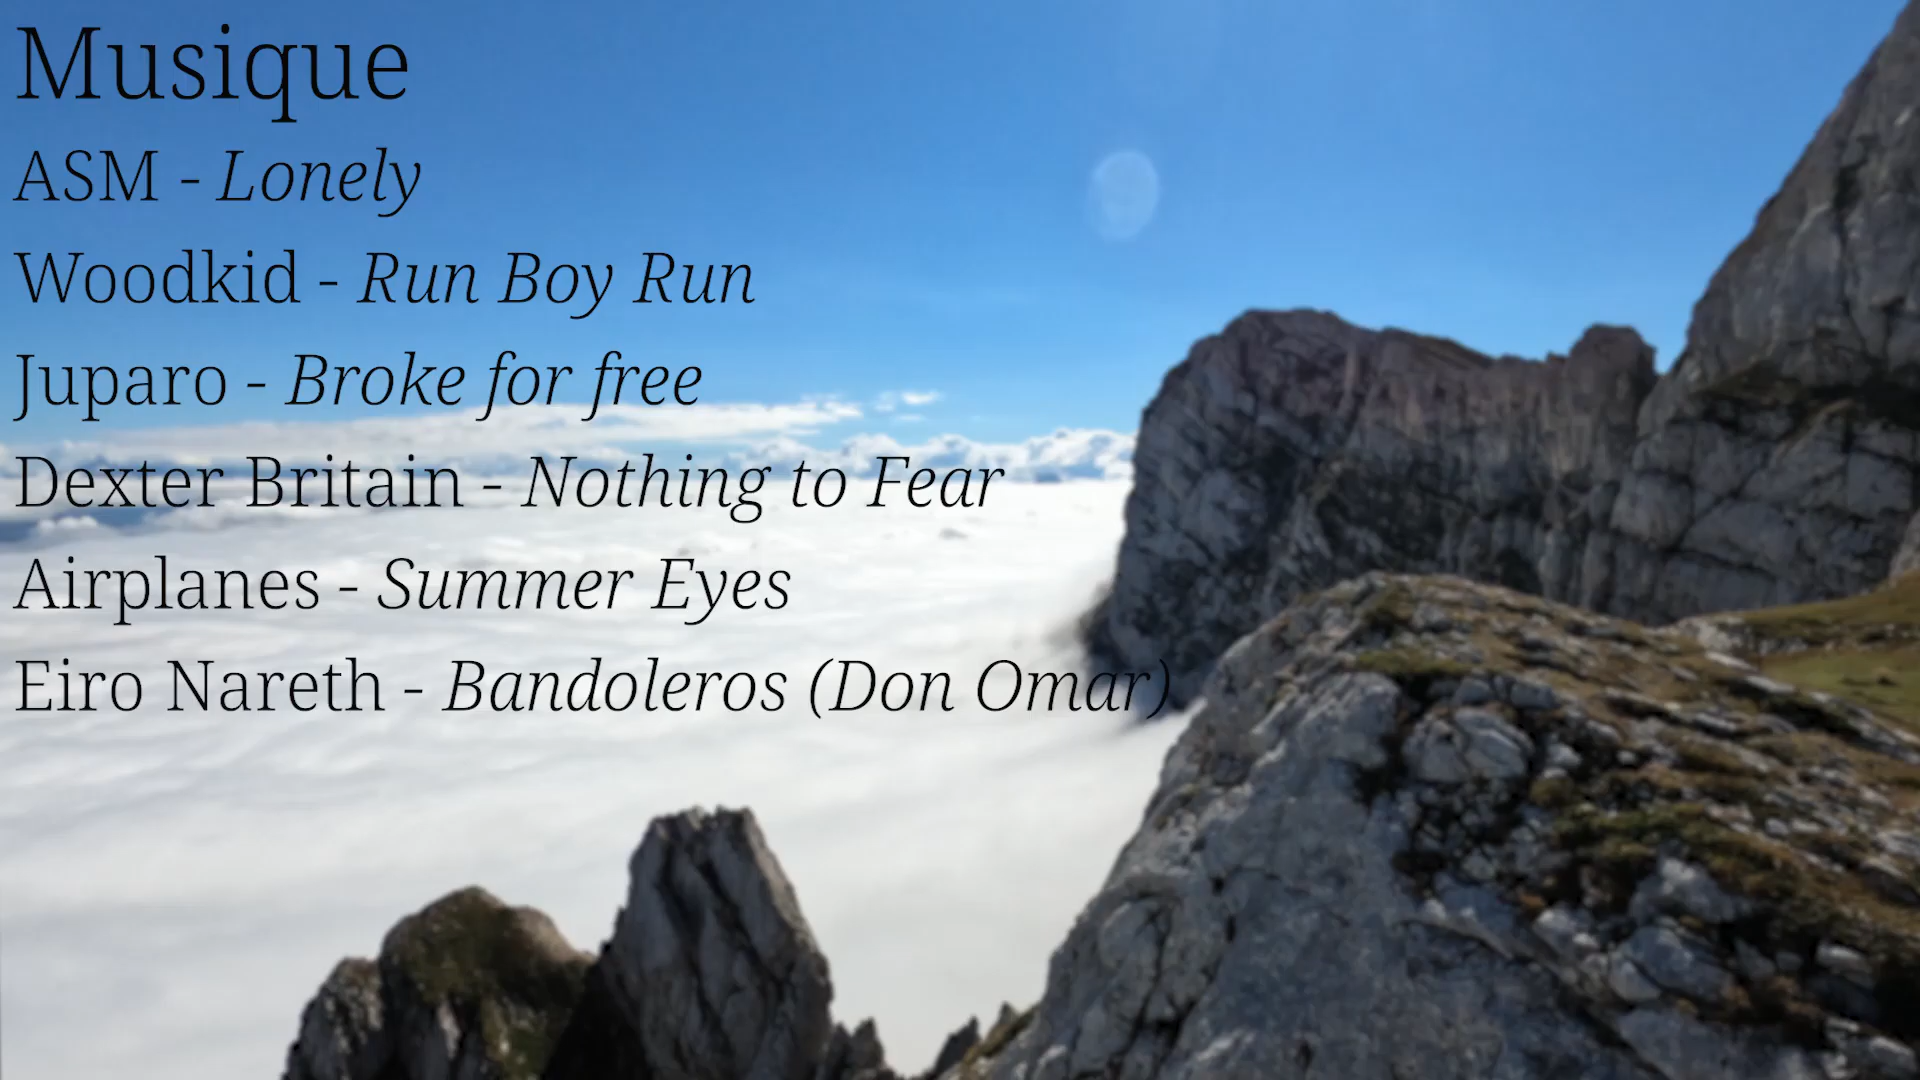 Musique
ASM - Lonely
Woodkid - Run Boy Run
Juparo - Broke for free
Dexter Britain - Nothing to Fear
Airplanes - Summer Eyes
Eiro Nareth - Bandoleros (Don Omar)